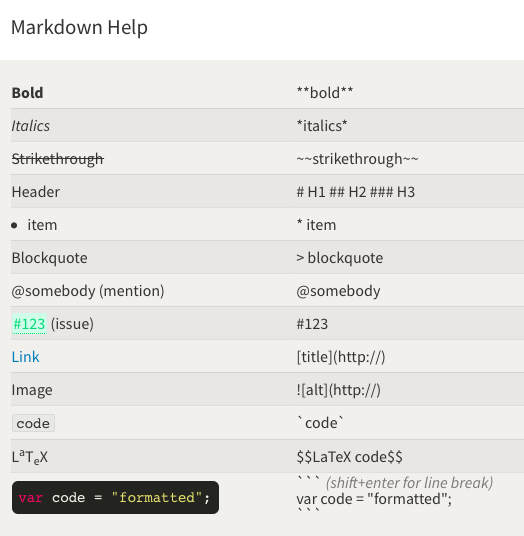 Markdown Help
Bold **bold**
Italics *italics*
Strikethrough ~~strikethrough~~
Header # H1 ## H2 ### H3
• item * item
Blockquote > blockquote
@somebody (mention) @somebody
#123 (issue) #123
Link [title](http://)
Image ![alt](http://)
code `code`
LaTeX $$LaTeX code$$
``` (shift+enter for line break)
var code = "formatted"; var code = "formatted";
```